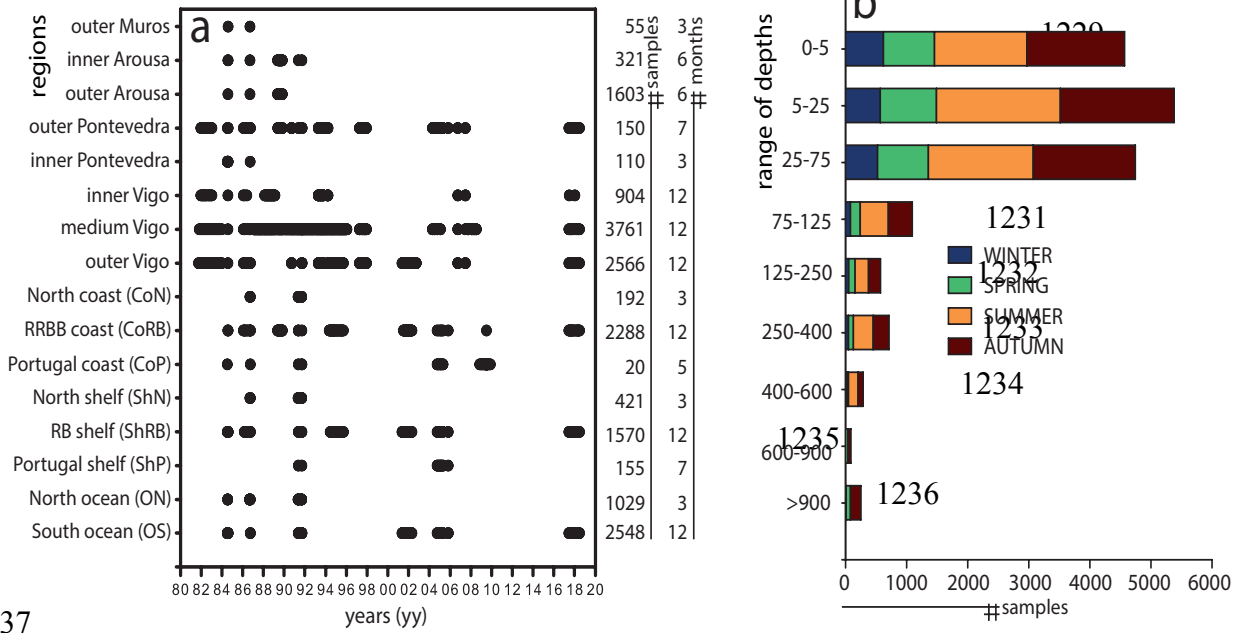 a
regions
outer Muros 55 3
inner Arousa 321 6
outer Arousa 1603 6
outer Pontevedra 150 7
inner Pontevedra 110 3
inner Vigo 904 12
medium Vigo 3761 12
outer Vigo 2566 12
North coast (CoN) 192 3
RRBB coast (CoRB) 2288 12
Portugal coast (CoP) 20 5
North shelf (ShN) 421 3
RB shelf (ShRB) 1570 12
Portugal shelf (ShP) 155 7
North ocean (ON) 1029 3
South ocean (OS) 2548 12
# samples
# months
80 82 84 86 88 90 92 94 96 98 00 02 04 06 08 10 12 14 16 18 20
years (yy)
37
b
range of depths
1229
0-5
5-25
25-75
75-125
1231
125-250
1232
250-400
1233
400-600
1234
1235
600-900
>900
1236
WINTER
SPRING
SUMMER
AUTUMN
0 1000 2000 3000 4000 5000 6000
# samples